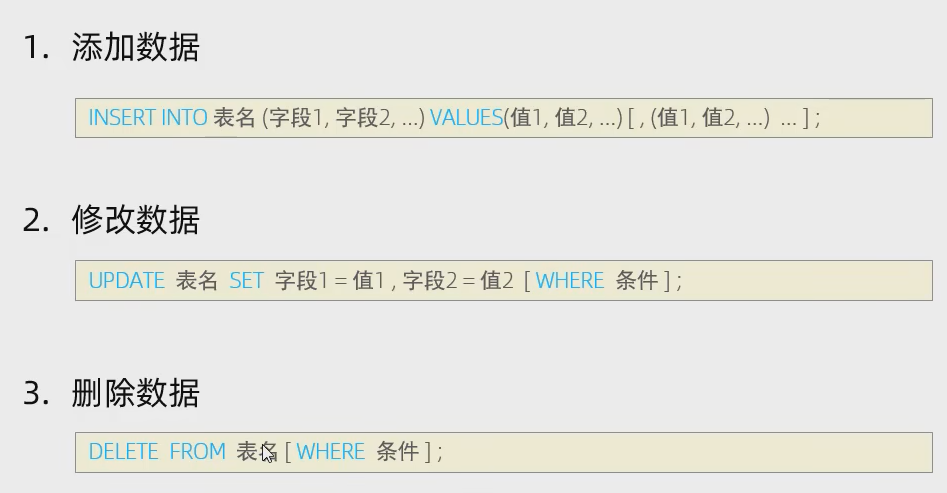 1. 添加数据
INSERT INTO 表名 (字段1, 字段2, ...) VALUES(值1, 值2, ...) [ , (值1, 值2, ...) ... ] ;
2. 修改数据
UPDATE 表名 SET 字段1 = 值1 , 字段2 = 值2 [ WHERE 条件 ] ;
3. 删除数据
DELETE FROM 表名 [ WHERE 条件 ] ;